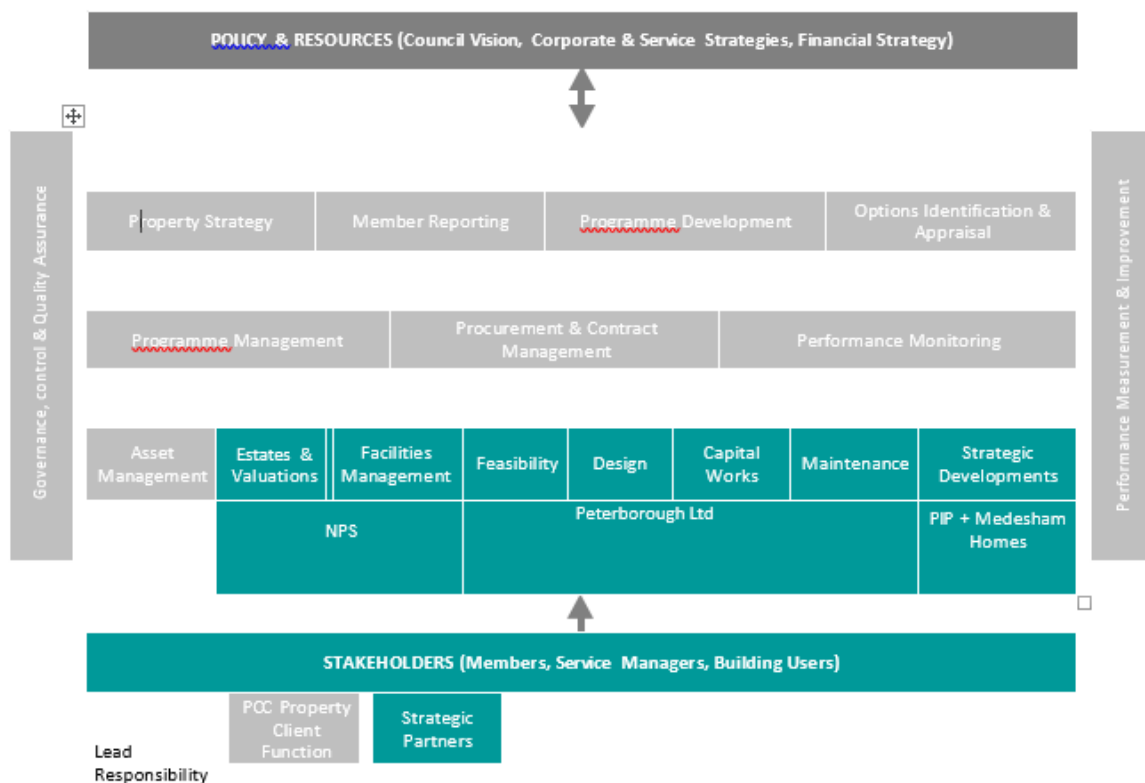 POLICY & RESOURCES (Council Vision, Corporate & Service Strategies, Financial Strategy)
Governance, control & Quality Assurance
Performance Measurement & Improvement
Property Strategy
Member Reporting
Programme Development
Options Identification &
Appraisal
Programme Management
Procurement & Contract
Management
Performance Monitoring
Asset
Management
Estates &
Valuations
Facilities
Management
Feasibility
Design
Capital
Works
Maintenance
Strategic
Developments
NPS
Peterborough Ltd
PIP + Medesham
Homes
STAKEHOLDERS (Members, Service Managers, Building Users)
Lead
Responsibility
PCC Property
Client
Function
Strategic
Partners